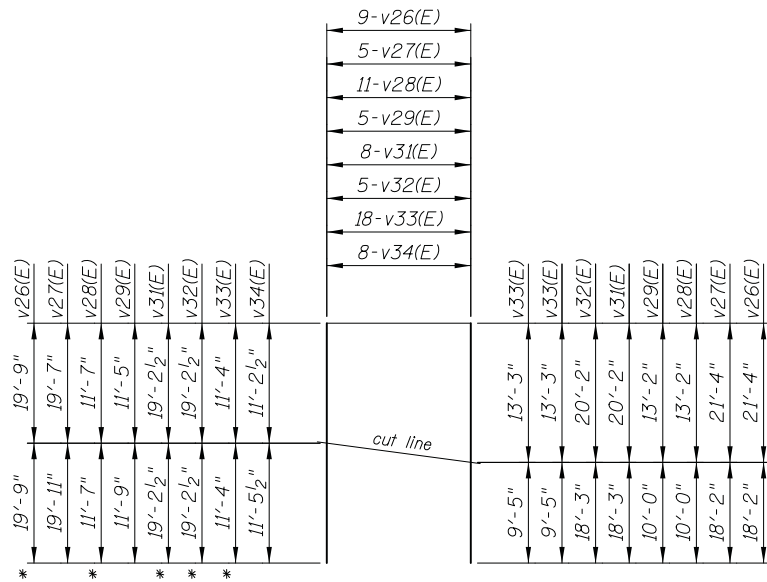 9-v26(E)
5-v27(E)
11-v28(E)
5-v29(E)
8-v31(E)
5-v32(E)
18-v33(E)
8-v34(E)
v26(E) v27(E) v28(E) v29(E) v31(E) v32(E) v33(E) v34(E)
19'-9" 19'-7" 11'-7" 11'-5" 19'-2½" 19'-2½" 11'-4" 11'-2½"
19'-9" 19'-11" 11'-7" 11'-9" 19'-2½" 19'-2½" 11'-4" 11'-5½"
* * * * *
cut line
v33(E) v33(E) v32(E) v31(E) v29(E) v28(E) v27(E) v26(E)
13'-3" 13'-3" 20'-2" 20'-2" 13'-2" 13'-2" 21'-4" 21'-4"
9'-5" 9'-5" 18'-3" 18'-3" 10'-0" 10'-0" 18'-2" 18'-2"